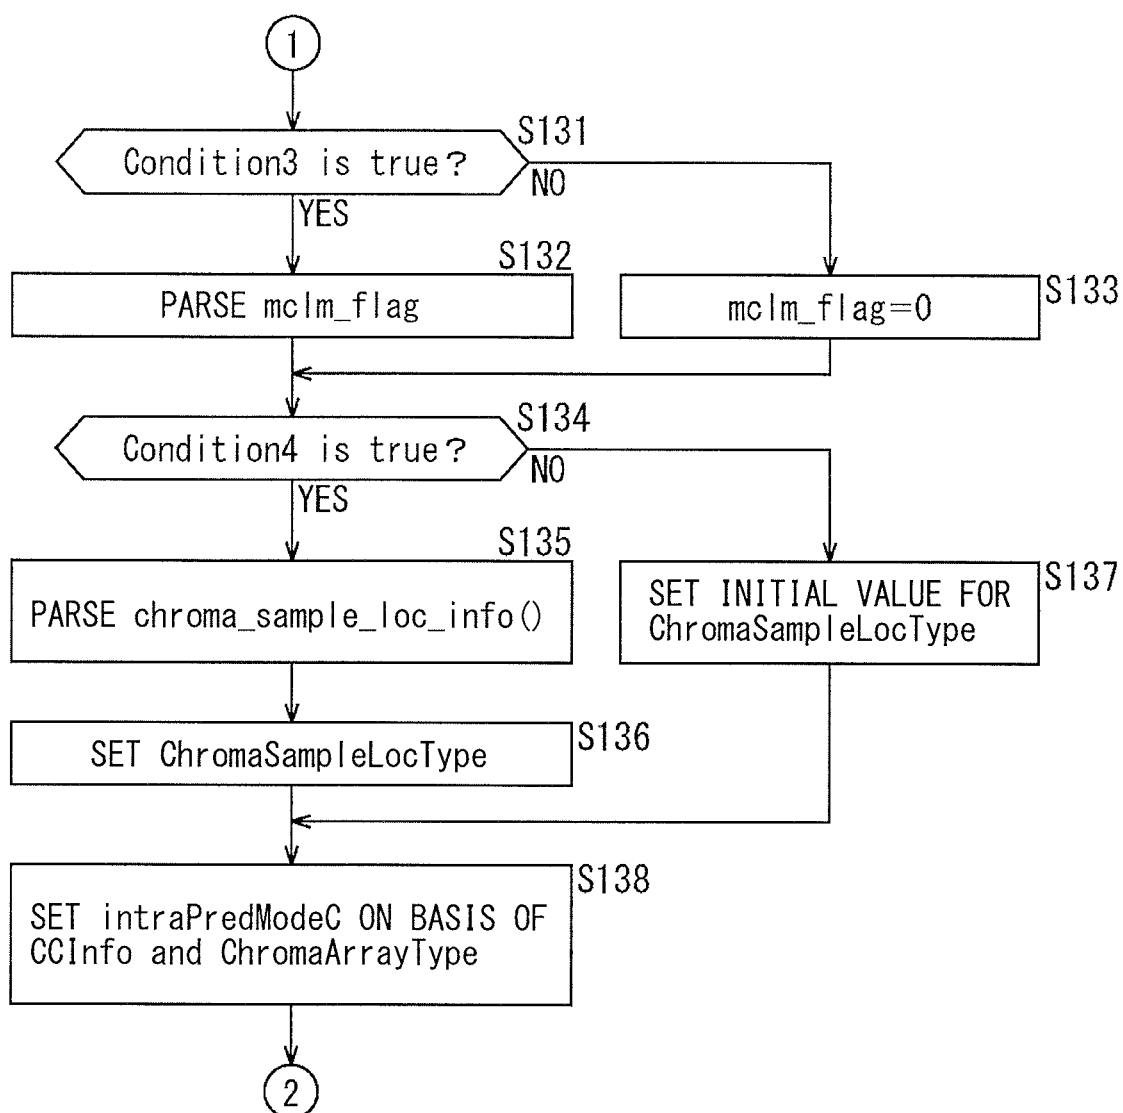 1
S131
Condition3 is true?
NO
YES
S132
PARSE mclm_flag
S133
mclm_flag=0
S134
Condition4 is true?
NO
YES
S135
PARSE chroma_sample_loc_info()
S137
SET INITIAL VALUE FOR
ChromaSampleLocType
S136
SET ChromaSampleLocType
S138
SET intraPredModeC ON BASIS OF
CCInfo and ChromaArrayType
2